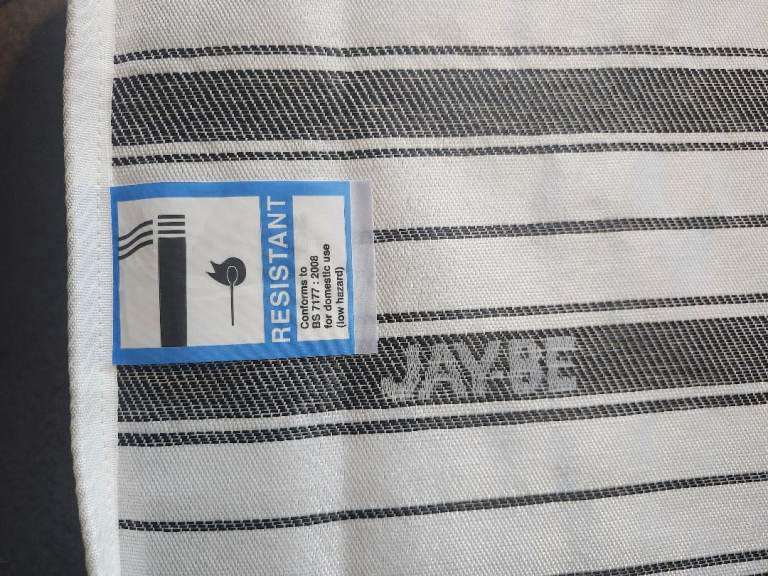 RESISTANT
Conforms to
BS 7177 : 2008
for domestic use
(low hazard)
JAY-BE